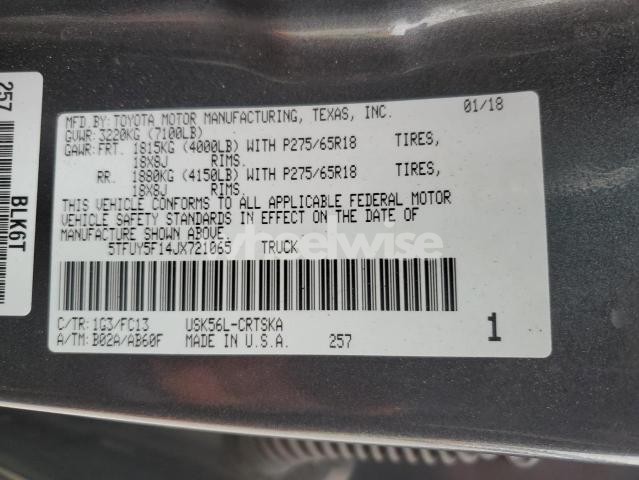 257
BLK6T
MFD.BY:TOYOTA MOTOR MANUFACTURING, TEXAS, INC. 01/18
GVWR:3220KG (7100LB)
GAWR:FRT. 1815KG (4000LB) WITH P275/65R18 TIRES,
18X8J RIMS.
RR. 1880KG (4150LB) WITH P275/65R18 TIRES,
18X8J RIMS.
THIS VEHICLE CONFORMS TO ALL APPLICABLE FEDERAL MOTOR
VEHICLE SAFETY STANDARDS IN EFFECT ON THE DATE OF
MANUFACTURE SHOWN ABOVE.
5TFUY5F14JX721065 TRUCK
wheelwise
C/TR:1G3/FC13 USK56L-CRTSKA
A/TM:B02A/AB60F MADE IN U.S.A. 257 1